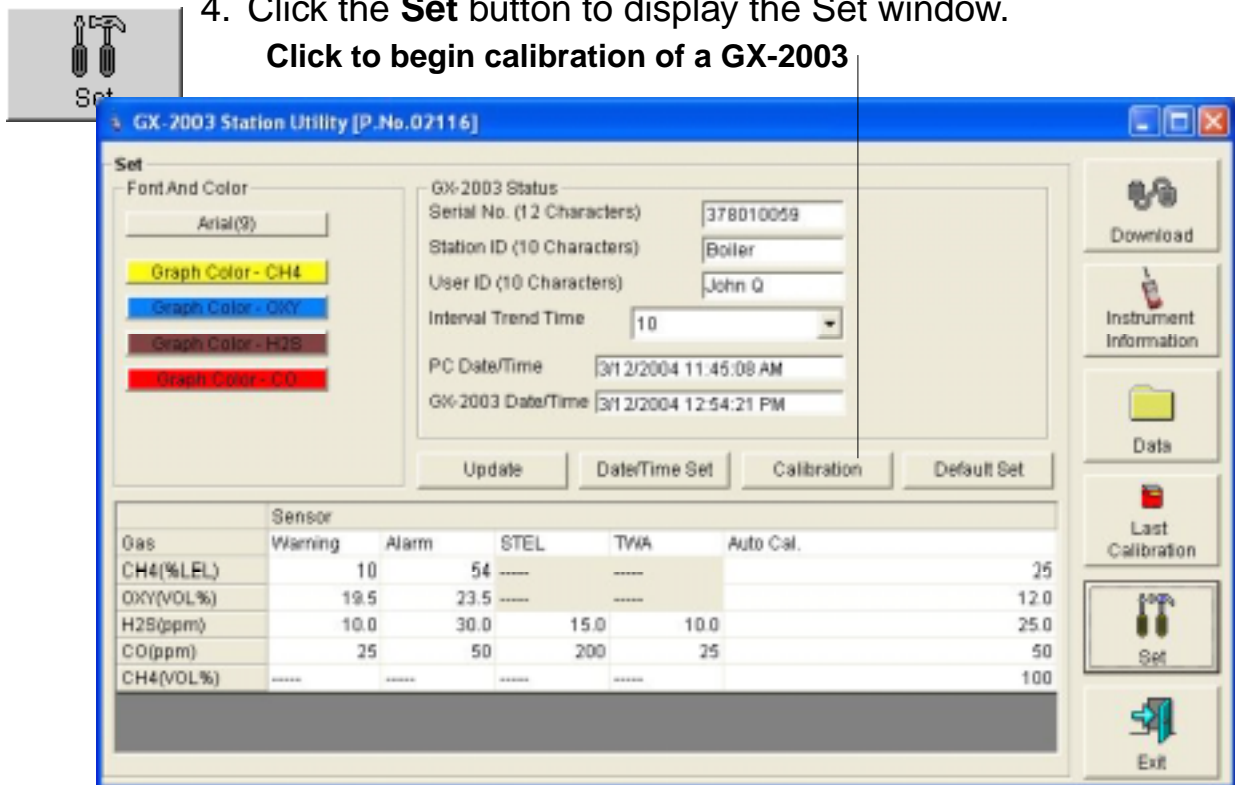 4. Click the Set button to display the Set window.
Set
Click to begin calibration of a GX-2003
GX-2003 Station Utility [P.No.02116]
Set
Font And Color
Arial(9)
Graph Color - CH4
Graph Color - OXY
Graph Color - H2S
Graph Color - CO
GX-2003 Status
Serial No. (12 Characters) 378010059
Station ID (10 Characters) Boiler
User ID (10 Characters) John Q
Interval Trend Time 10
PC Date/Time 3/12/2004 11:45:08 AM
GX-2003 Date/Time 3/12/2004 12:54:21 PM
Update Date/Time Set Calibration Default Set
Sensor
Gas Warning Alarm STEL TWA Auto Cal.
CH4(%LEL) 10 54 ----- ----- 25
OXY(VOL%) 19.5 23.5 ----- ----- 12.0
H2S(ppm) 10.0 30.0 15.0 10.0 25.0
CO(ppm) 25 50 200 25 50
CH4(VOL%) ----- ----- ----- ----- 100
Download
Instrument
Information
Data
Last
Calibration
Set
Exit